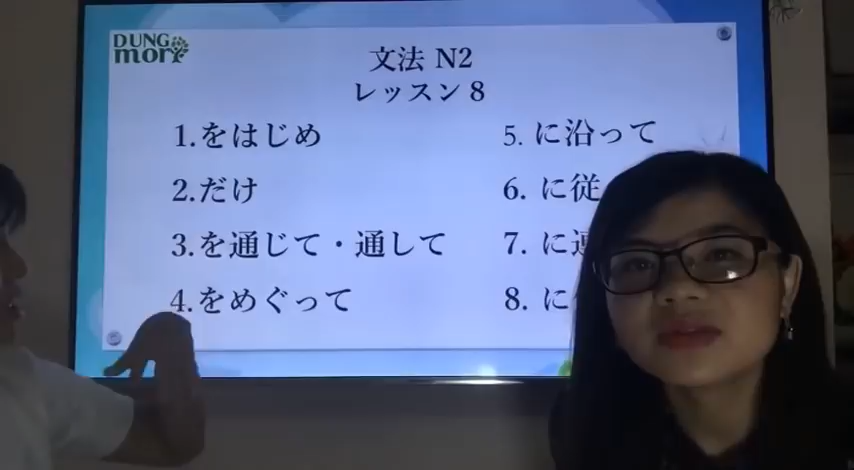 DUNG
mori
文法 N2
レッスン 8
1.をはじめ
2.だけ
3.を通じて・通して
4.をめぐって
5. に沿って
6. に従
7. に
8. に